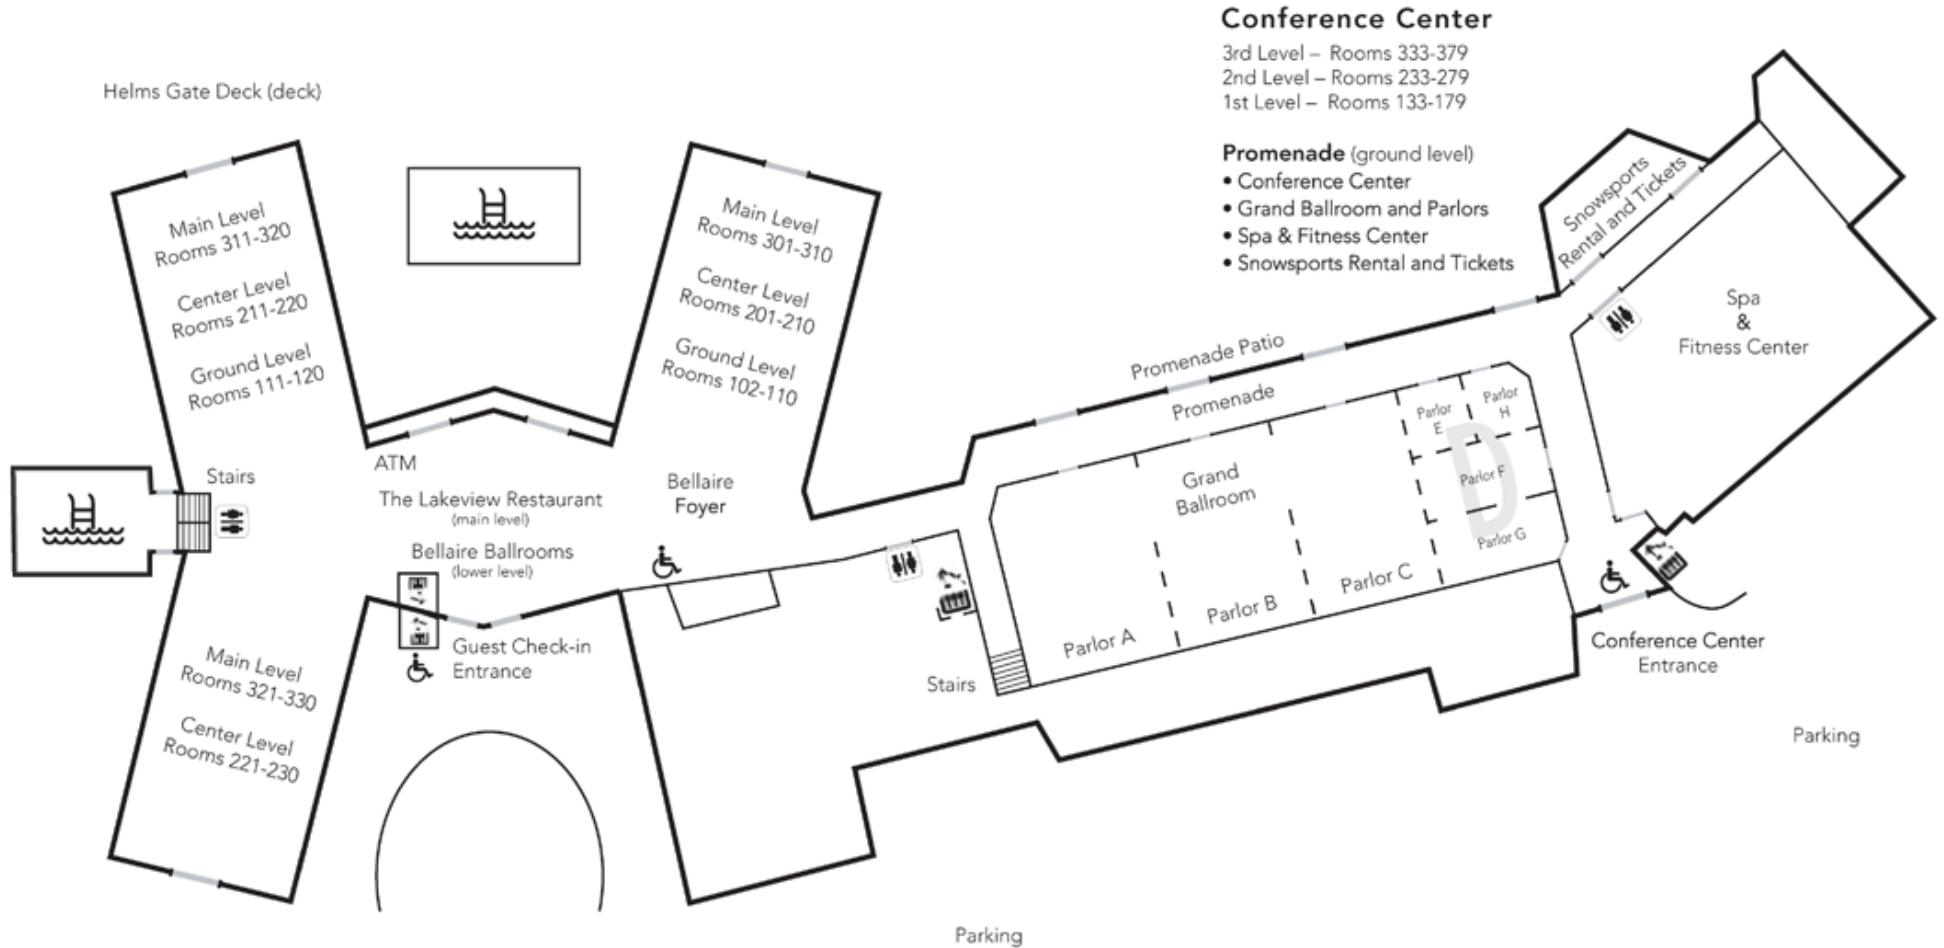 Conference Center
3rd Level – Rooms 333-379
2nd Level – Rooms 233-279
1st Level – Rooms 133-179
Promenade (ground level)
• Conference Center
• Grand Ballroom and Parlors
• Spa & Fitness Center
• Snowsports Rental and Tickets
Helms Gate Deck (deck)
Main Level
Rooms 311-320
Center Level
Rooms 211-220
Ground Level
Rooms 111-120
Main Level
Rooms 301-310
Center Level
Rooms 201-210
Ground Level
Rooms 102-110
Snowsports
Rental and Tickets
Spa
&
Fitness Center
Promenade Patio
Promenade
Parlor
E
Parlor
H
D
Parlor F
Parlor G
Grand
Ballroom
Parlor A
Parlor B
Parlor C
Stairs
ATM
The Lakeview Restaurant
(main level)
Bellaire Ballrooms
(lower level)
Bellaire
Foyer
Guest Check-in
Entrance
Main Level
Rooms 321-330
Center Level
Rooms 221-230
Stairs
Conference Center
Entrance
Parking
Parking